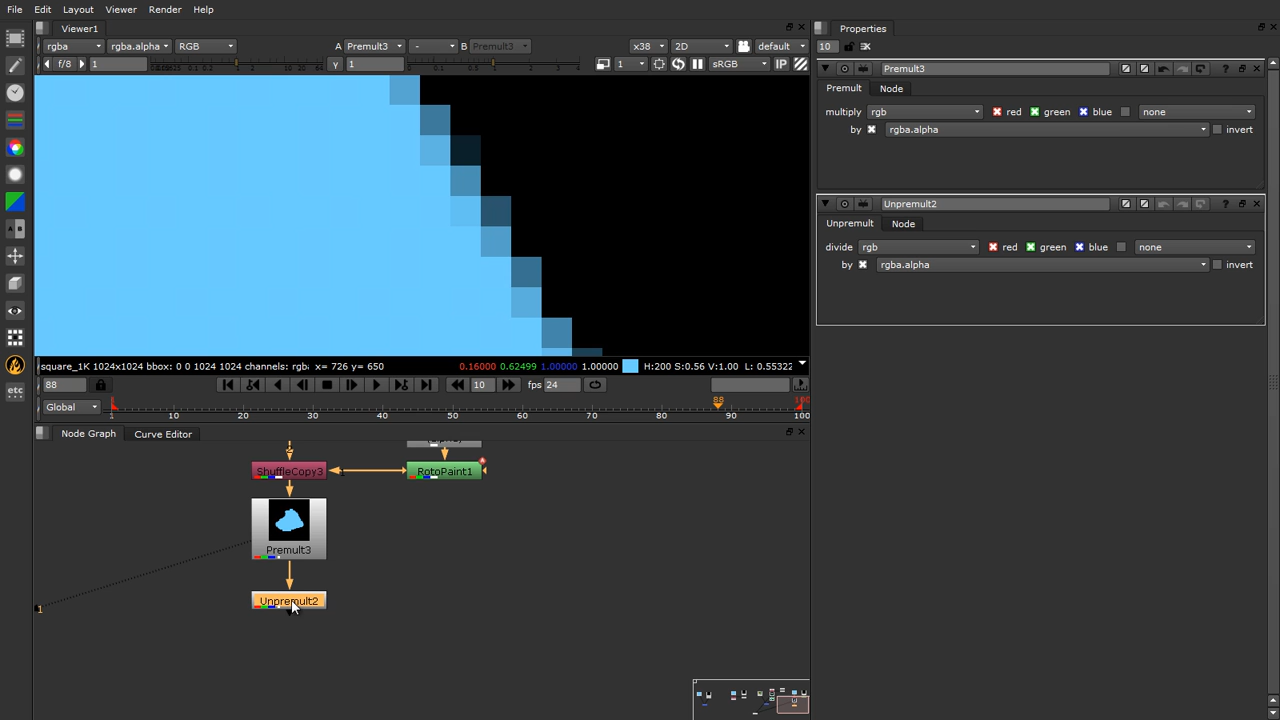 File Edit Layout Viewer Render Help
Viewer1
rgba rgba.alpha RGB A Premult3 - B Premult3 x38 2D default
f/8 1 y 1 1 sRGB IP
square_1K 1024x1024 bbox: 0 0 1024 1024 channels: rgb: x= 726 y= 650 0.16000 0.62499 1.00000 1.00000 H:200 S:0.56 V:1.00 L: 0.55322
88 10 fps 24
Global 1 10 20 30 40 50 60 70 80 88 90 100 100
Node Graph Curve Editor
ShuffleCopy3
RotoPaint1
Premult3
Unpremult2
1
etc
Properties
10
Premult3
Premult Node
multiply rgb red green blue none
by rgba.alpha invert
Unpremult2
Unpremult Node
divide rgb red green blue none
by rgba.alpha invert